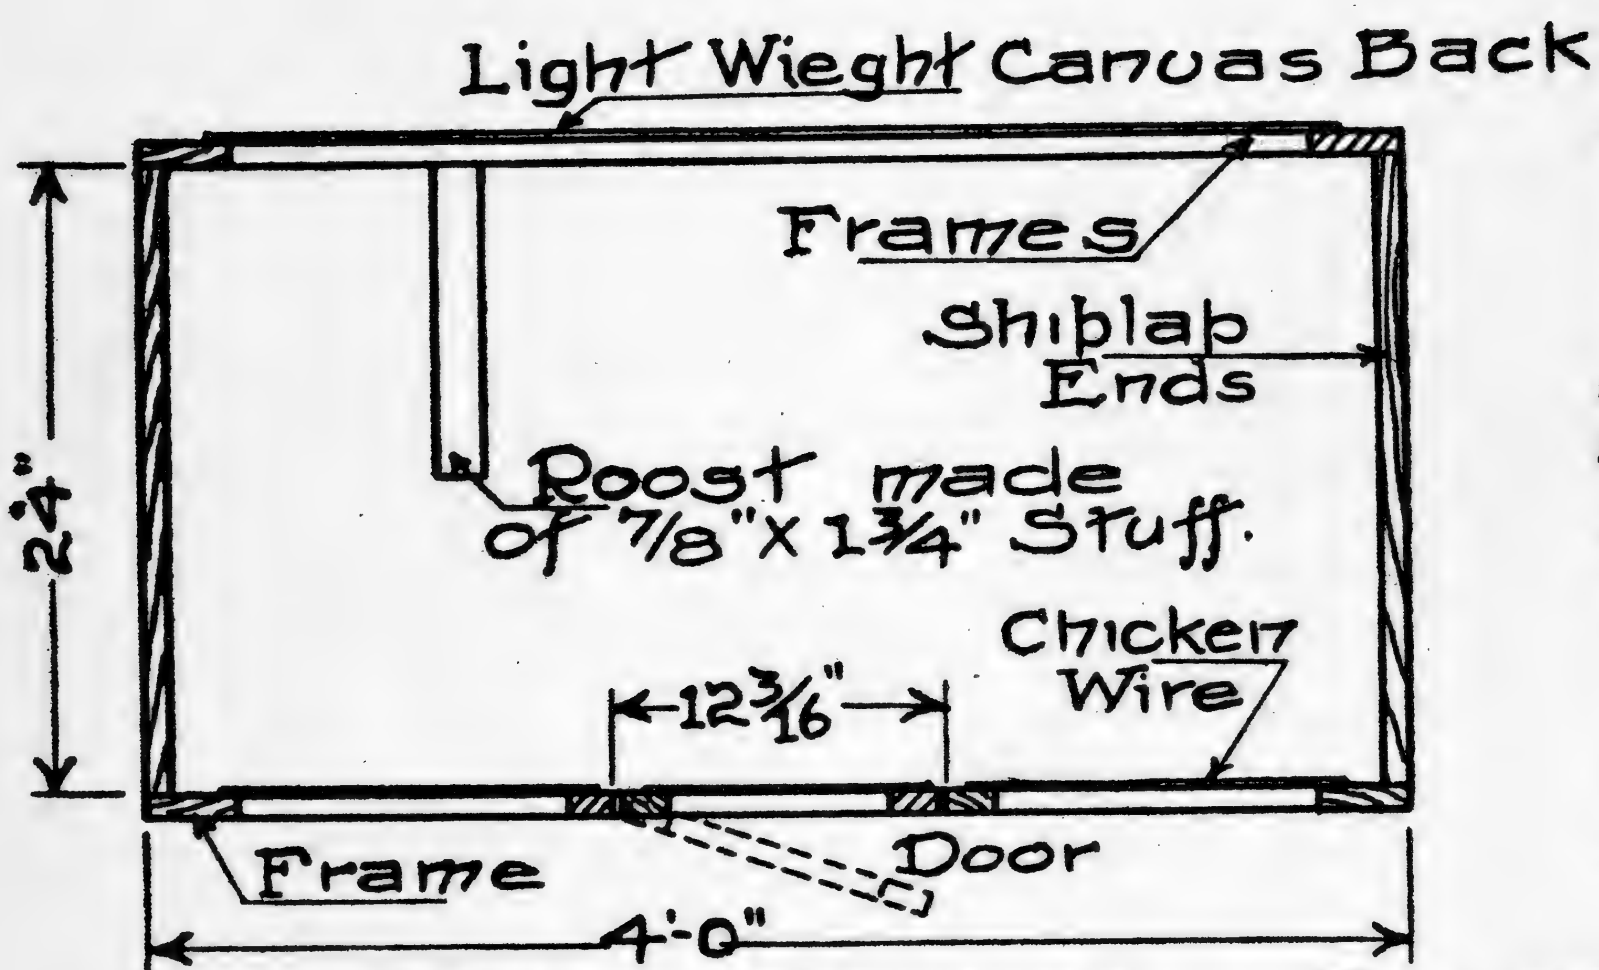 Light Wieght Canvas Back
Frames
Shiplap
Ends
24"
Roost made
of 7/8" X 1 3/4" Stuff.
Chicken
Wire
12 3/16"
Door
Frame
4'-0"